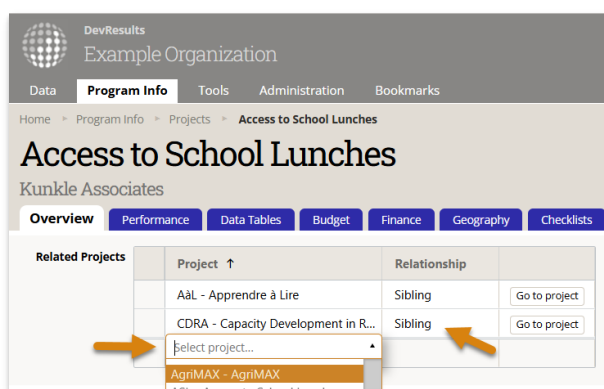 DevResults
Example Organization
Data Program Info Tools Administration Bookmarks
Home ▸ Program Info ▸ Projects ▸ Access to School Lunches
Access to School Lunches
Kunkle Associates
Overview Performance Data Tables Budget Finance Geography Checklists
Related Projects
Project ↑ Relationship
AàL - Apprendre à Lire Sibling Go to project
CDRA - Capacity Development in R... Sibling Go to project
Select project...
AgriMAX - AgriMAX